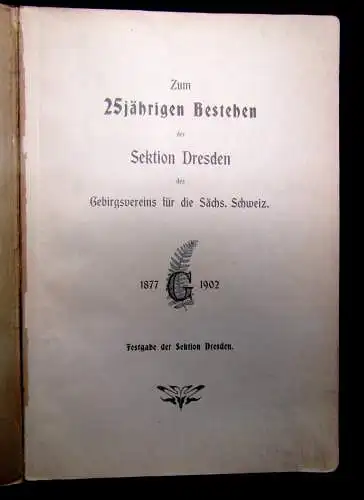 Zum
25jährigen Bestehen
der
Sektion Dresden
des
Gebirgsvereins für die Sächs. Schweiz.
1877 G 1902
Festgabe der Sektion Dresden.